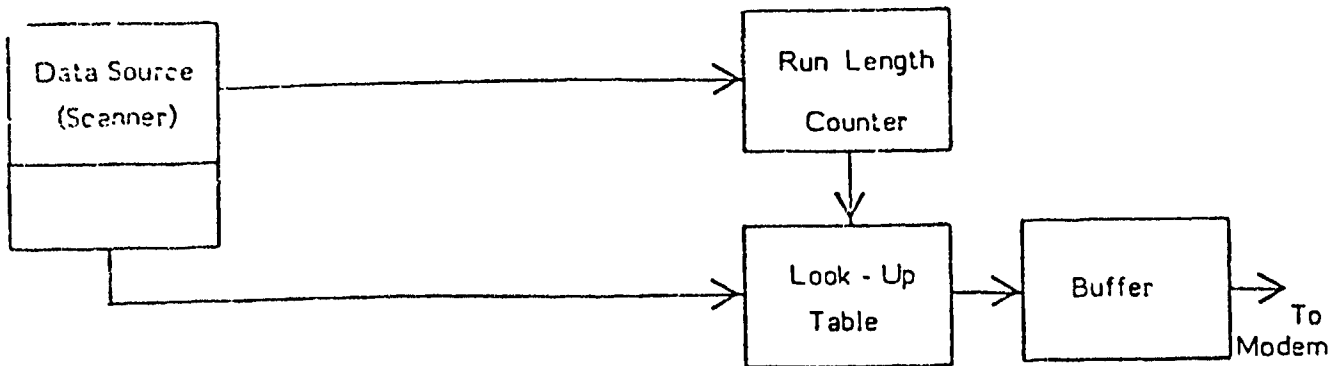 Data Source
(Scanner)
Run Length
Counter
Look - Up
Table
Buffer
To
Modem